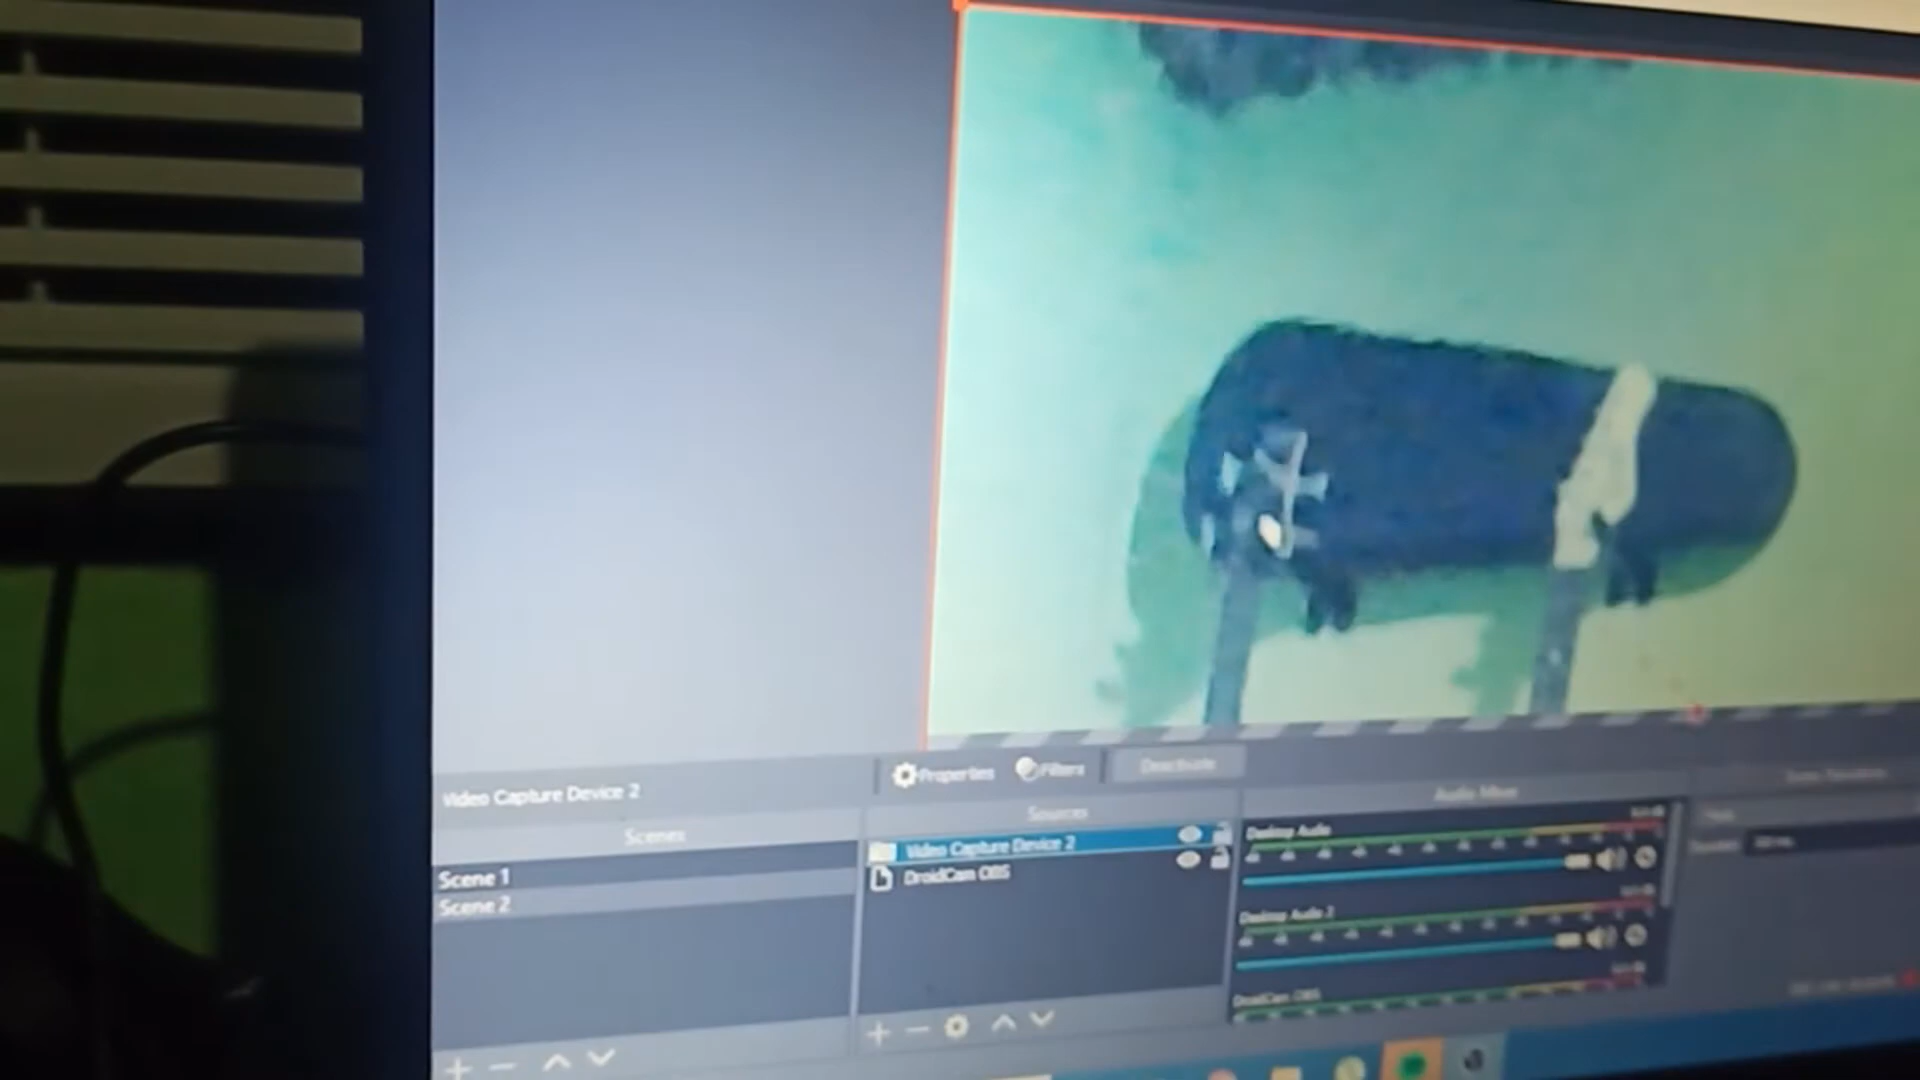 Video Capture Device 2
Properties
Filters
Deactivate
Scenes
Scene 1
Scene 2
Sources
Video Capture Device 2
DroidCam OBS
Audio Mixer
Desktop Audio
Desktop Audio 2
DroidCam OBS